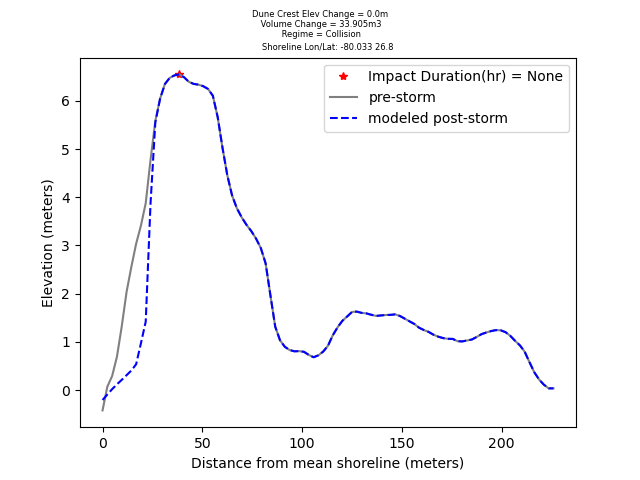 Dune Crest Elev Change = 0.0m
Volume Change = 33.905m3
Regime = Collision
Shoreline Lon/Lat: -80.033 26.8
Impact Duration(hr) = None
pre-storm
modeled post-storm
Elevation (meters)
6
5
4
3
2
1
0
0 50 100 150 200
Distance from mean shoreline (meters)